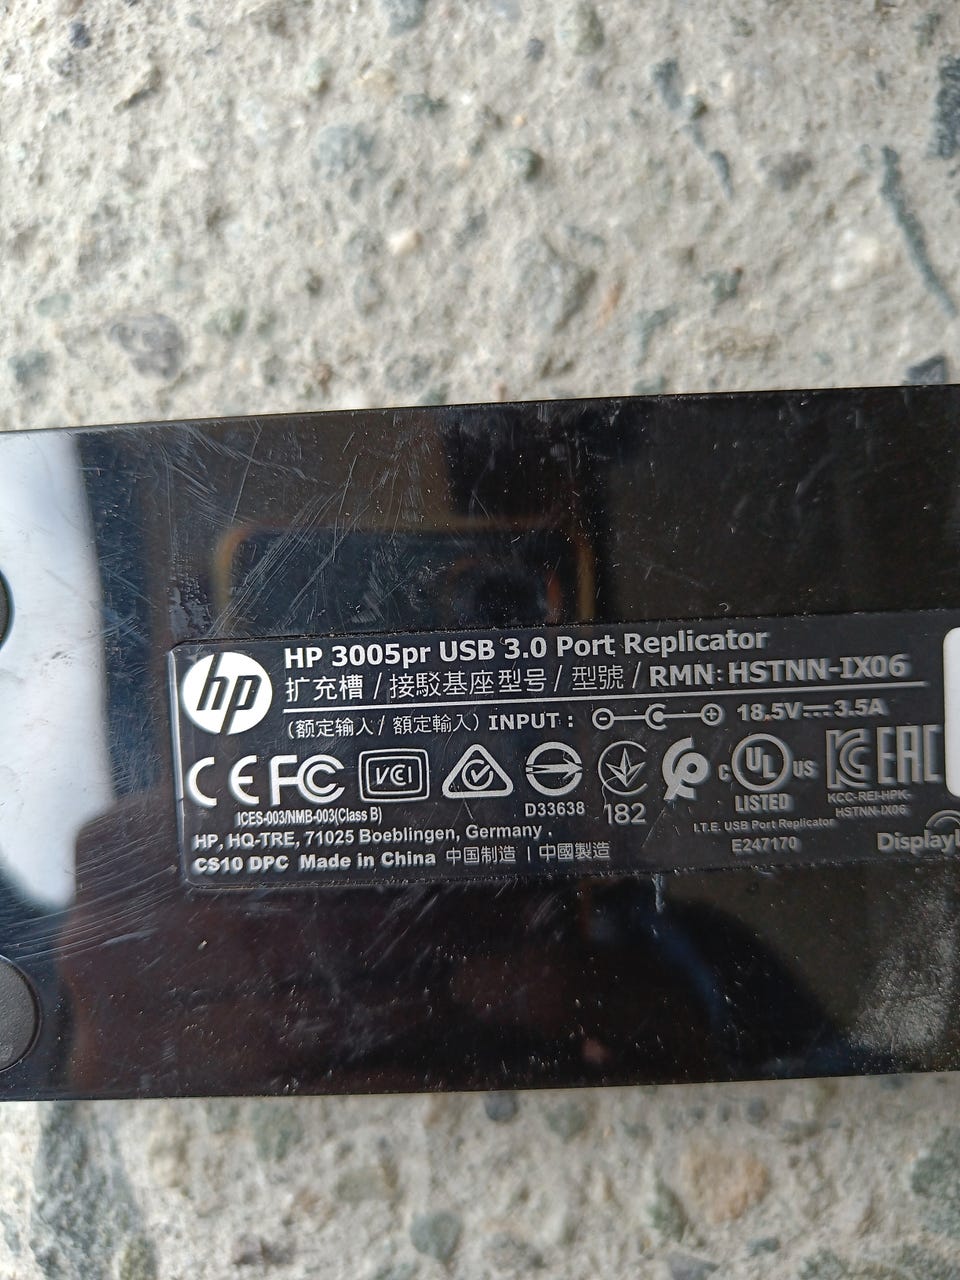 hp
HP 3005pr USB 3.0 Port Replicator
扩充槽 / 接駁基座型号 / 型號 / RMN: HSTNN-IX06
(额定输入 / 額定輸入) INPUT : 18.5V⎓3.5A
CE FC VCI
D33638
182
c UL US
LISTED
KC EAC
KCC-REI-HPK-
HSTNN-IX06
ICES-003/NMB-003(Class B)
I.T.E. USB Port Replicator
E247170
HP, HQ-TRE, 71025 Boeblingen, Germany .
CS10 DPC Made in China 中国制造 | 中國製造
DisplayL